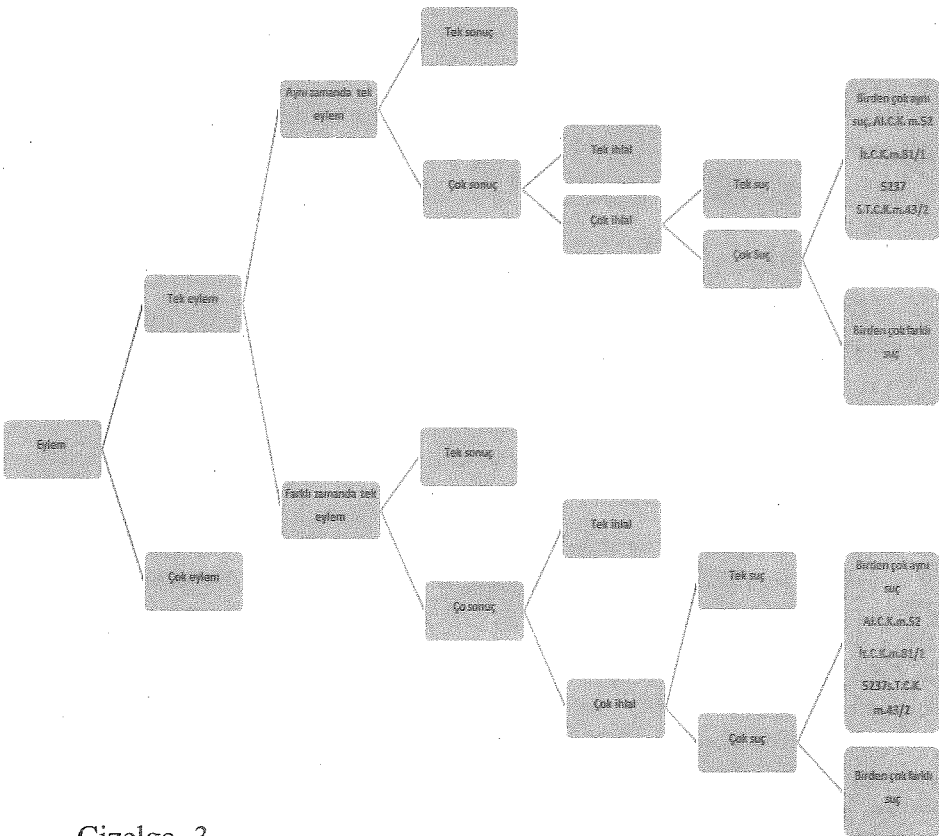 Tek sonuç
Aynı zamanda tek
eylem
Çok sonuç
Tek ihlal
Çok ihlal
Tek suç
Çok Suç
Birden çok aynı
suç, Al.C.K. m.52
İt.C.K.m.81/1
5237
S.T.C.K.m.43/2
Birden çok farklı
suç
Tek eylem
Eylem
Çok eylem
Farklı zamanda tek
eylem
Tek sonuç
Ço sonuç
Tek ihlal
Çok ihlal
Tek suç
Çok suç
Birden çok aynı
suç
Al.C.K.m.52
İt.C.K.m.81/1
5237s.T.C.K.
m.43/2
Birden çok farklı
suç
Çizelge 2